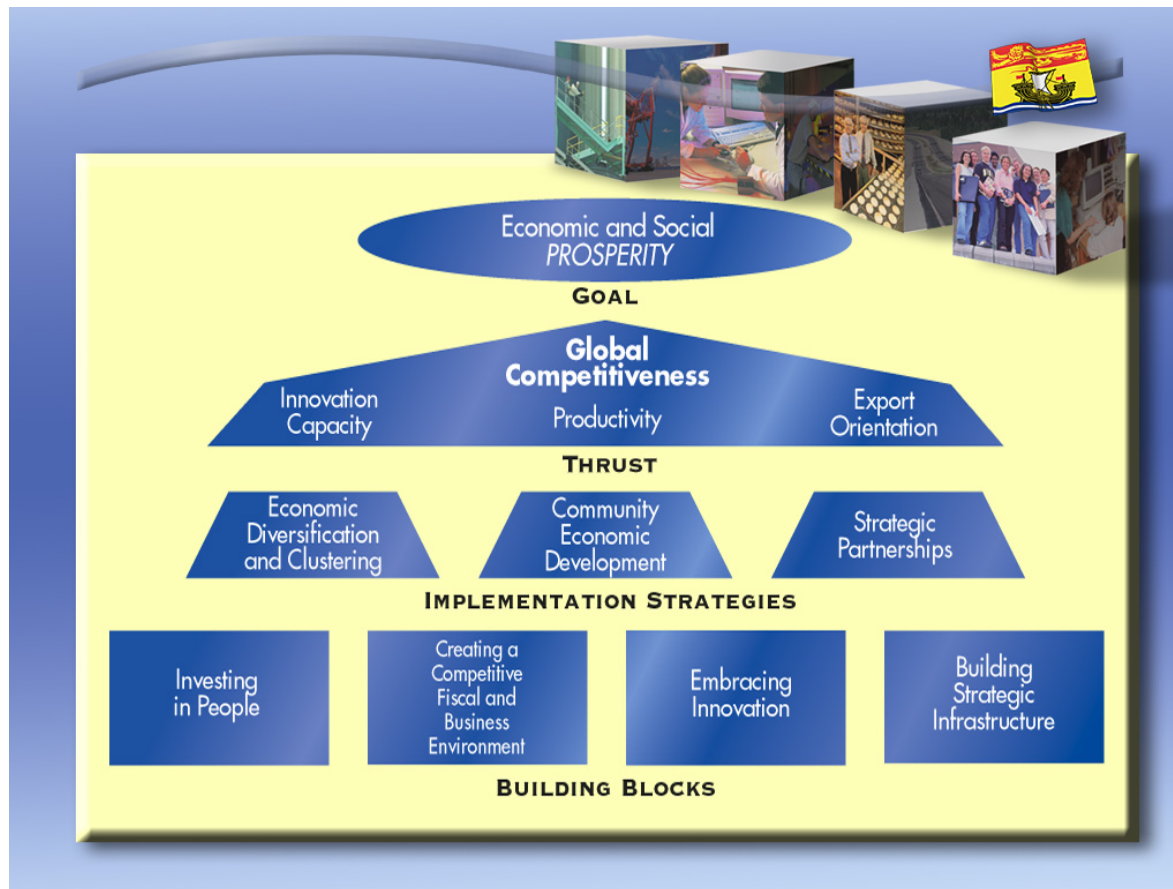 Economic and Social
PROSPERITY
GOAL
Global
Competitiveness
Innovation
Capacity
Productivity
Export
Orientation
THRUST
Economic
Diversification
and Clustering
Community
Economic
Development
Strategic
Partnerships
IMPLEMENTATION STRATEGIES
Investing
in People
Creating a
Competitive
Fiscal and
Business
Environment
Embracing
Innovation
Building
Strategic
Infrastructure
BUILDING BLOCKS